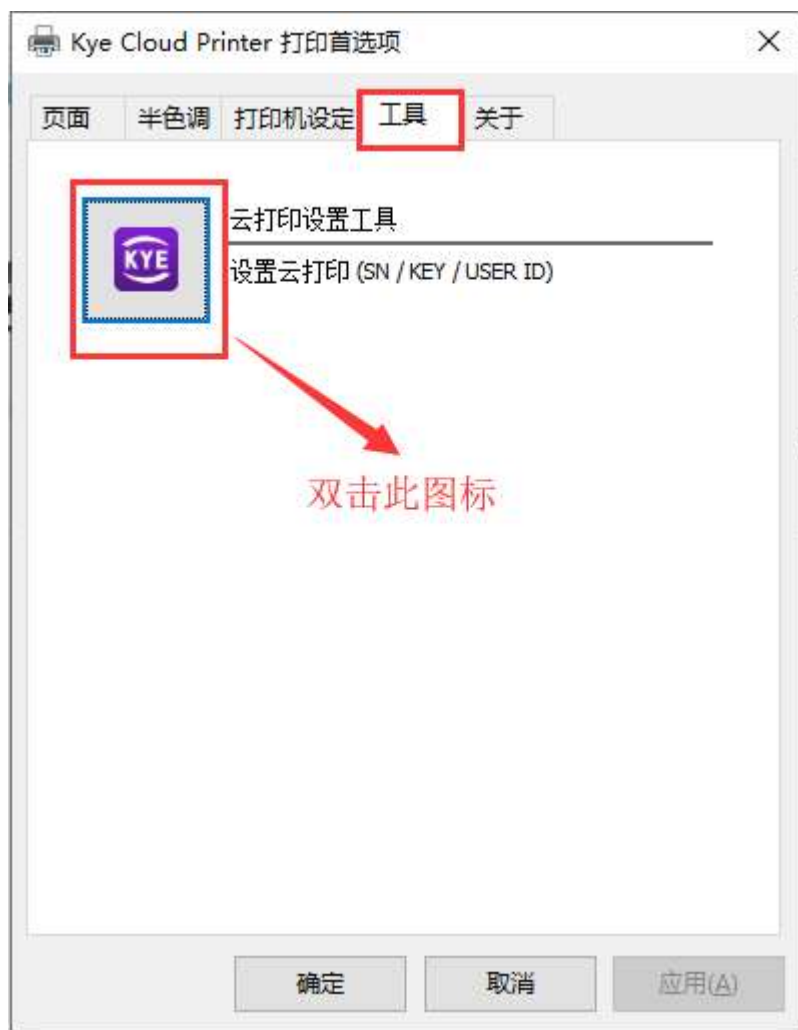 Kye Cloud Printer 打印首选项
页面 半色调 打印机设定 工具 关于
云打印设置工具
KYE
设置云打印 (SN / KEY / USER ID)
双击此图标
确定 取消 应用(A)